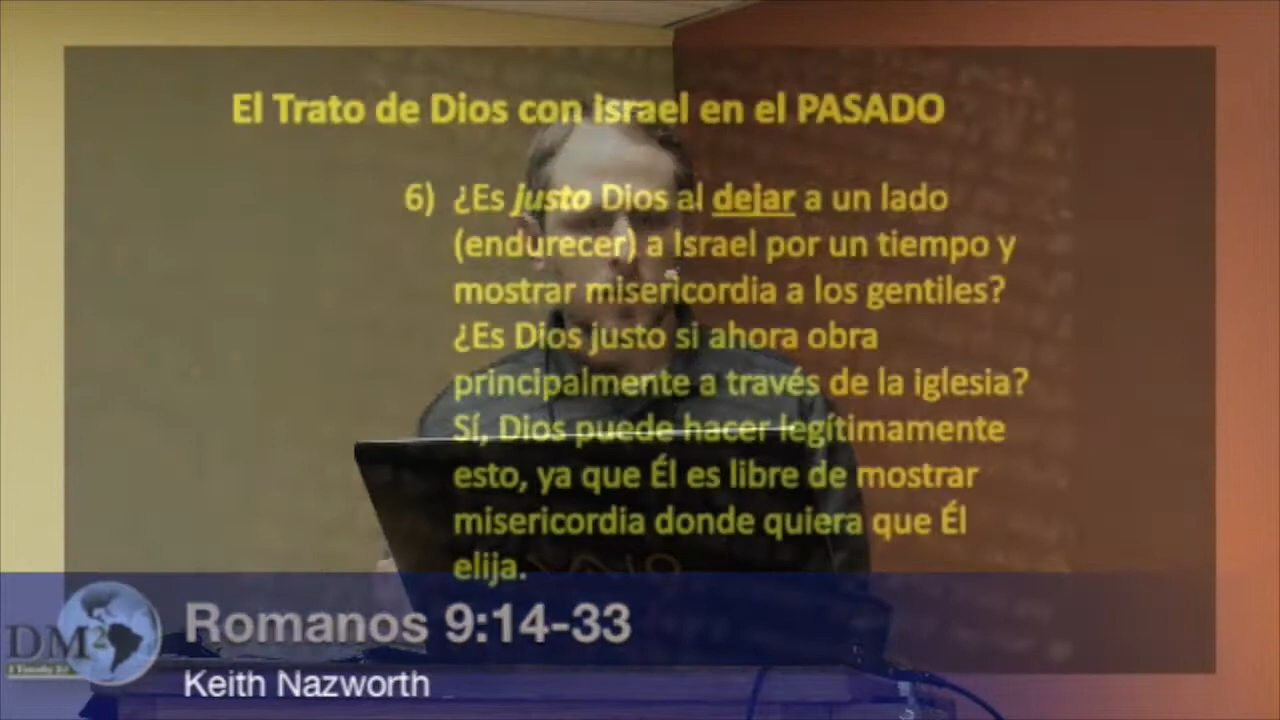 El Trato de Dios con Israel en el PASADO
6) ¿Es justo Dios al dejar a un lado
(endurecer) a Israel por un tiempo y
mostrar misericordia a los gentiles?
¿Es Dios justo si ahora obra
principalmente a través de la iglesia?
Sí, Dios puede hacer legítimamente
esto, ya que Él es libre de mostrar
misericordia donde quiera que Él
elija.
Romanos 9:14-33
DM2
Keith Nazworth